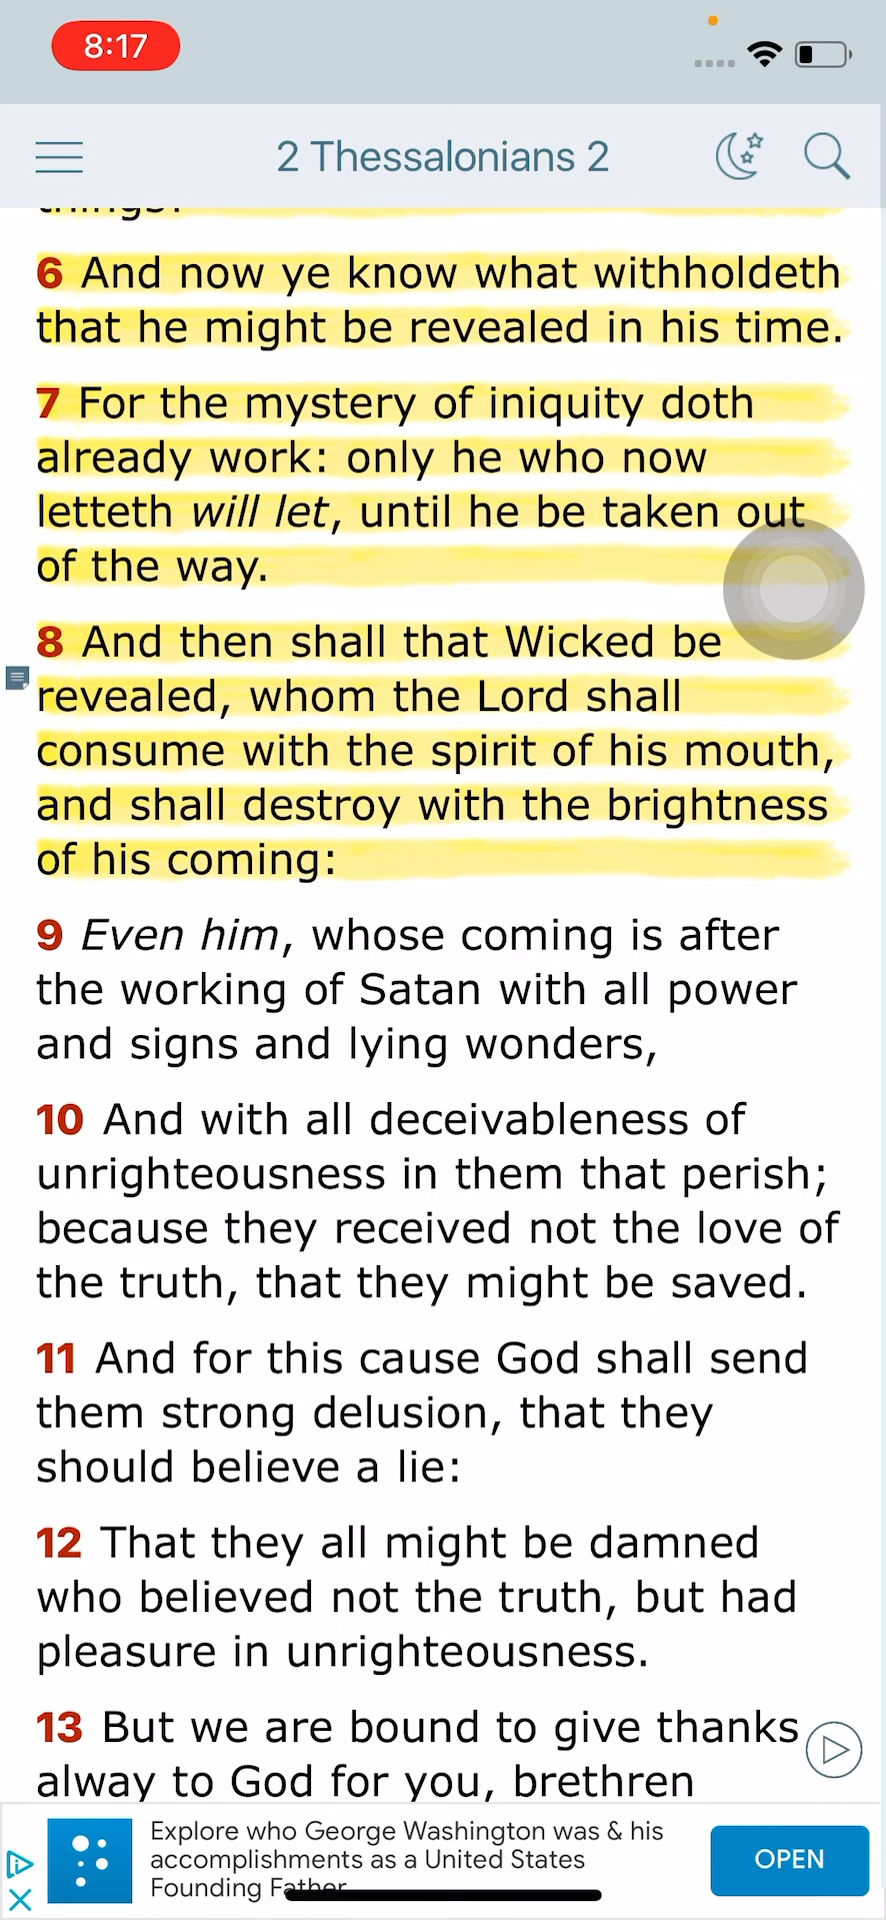 8:17
2 Thessalonians 2
things.
6 And now ye know what withholdeth
that he might be revealed in his time.
7 For the mystery of iniquity doth
already work: only he who now
letteth will let, until he be taken out
of the way.
8 And then shall that Wicked be
revealed, whom the Lord shall
consume with the spirit of his mouth,
and shall destroy with the brightness
of his coming:
9 Even him, whose coming is after
the working of Satan with all power
and signs and lying wonders,
10 And with all deceivableness of
unrighteousness in them that perish;
because they received not the love of
the truth, that they might be saved.
11 And for this cause God shall send
them strong delusion, that they
should believe a lie:
12 That they all might be damned
who believed not the truth, but had
pleasure in unrighteousness.
13 But we are bound to give thanks
alway to God for you, brethren
Explore who George Washington was & his
accomplishments as a United States
Founding Father
OPEN